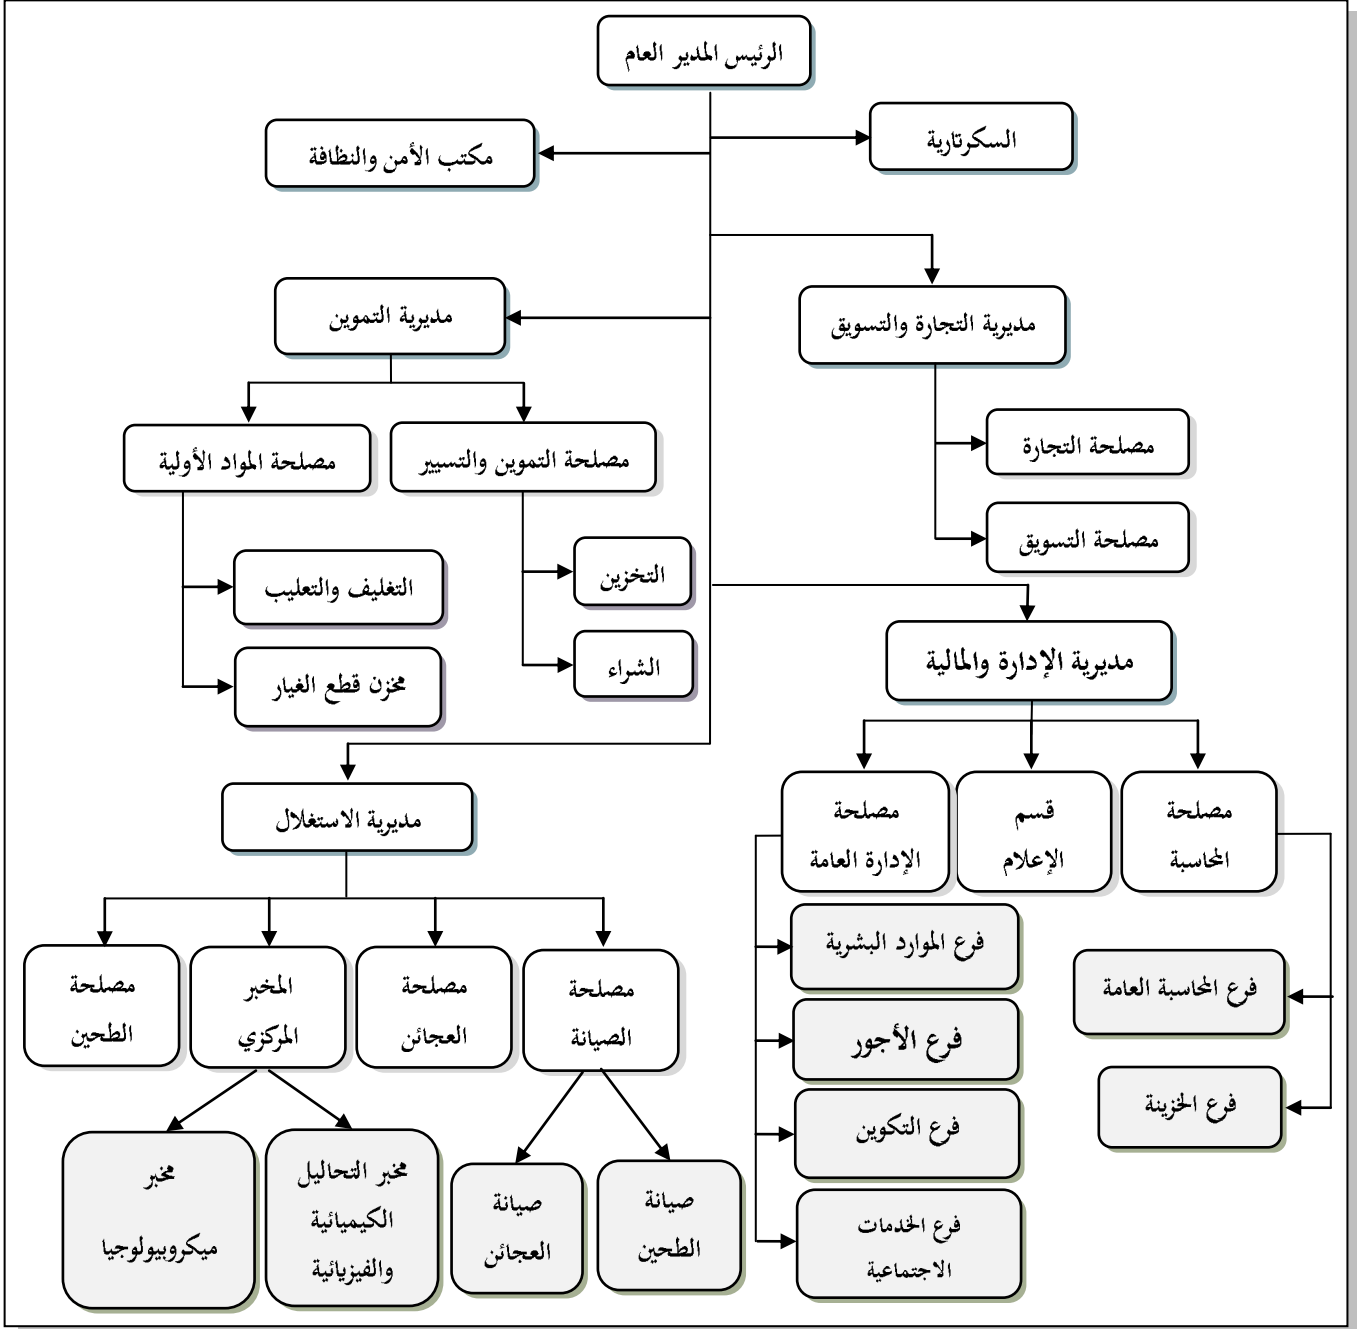 الرئيس المدير العام
السكرتارية
مكتب الأمن والنظافة
مديرية التموين
مديرية التجارة والتسويق
مصلحة التجارة
مصلحة التسويق
مصلحة التموين والتسيير
مصلحة المواد الأولية
التخزين
الشراء
التغليف والتعليب
مخزن قطع الغيار
مديرية الإدارة والمالية
مصلحة
المحاسبة
قسم
الإعلام
مصلحة
الإدارة العامة
فرع المحاسبة العامة
فرع الخزينة
فرع الموارد البشرية
فرع الأجور
فرع التكوين
فرع الخدمات
الاجتماعية
مديرية الاستغلال
مصلحة
الصيانة
مصلحة
العجائن
المخبر
المركزي
مصلحة
الطحين
صيانة
الطحين
صيانة
العجائن
مخبر التحاليل
الكيميائية
والفيزيائية
مخبر
ميكروبيولوجيا